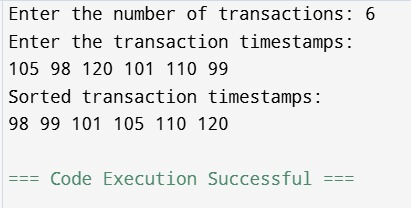 Enter the number of transactions: 6
Enter the transaction timestamps:
105 98 120 101 110 99
Sorted transaction timestamps:
98 99 101 105 110 120
=== Code Execution Successful ===